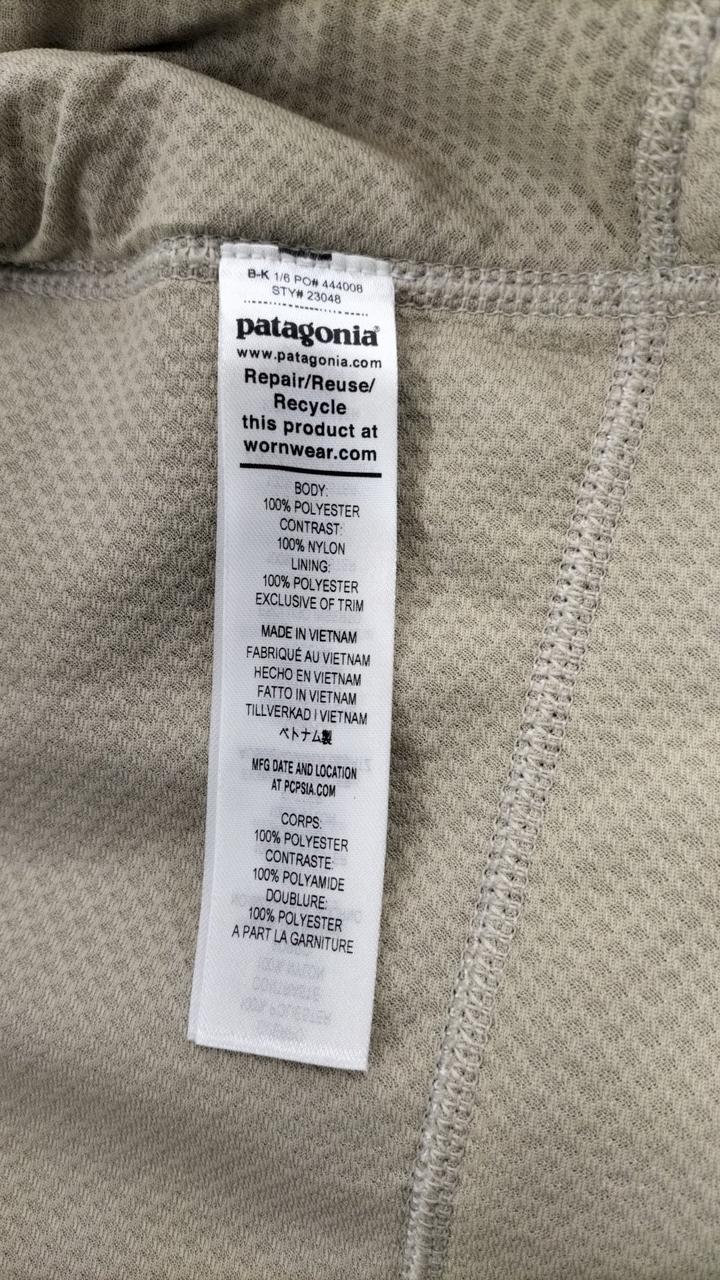 B-K 1/6 PO# 444008
STY# 23048
patagonia®
www.patagonia.com
Repair/Reuse/
Recycle
this product at
wornwear.com
BODY:
100% POLYESTER
CONTRAST:
100% NYLON
LINING:
100% POLYESTER
EXCLUSIVE OF TRIM
MADE IN VIETNAM
FABRIQUÉ AU VIETNAM
HECHO EN VIETNAM
FATTO IN VIETNAM
TILLVERKAD I VIETNAM
ベトナム製
MFG DATE AND LOCATION
AT PCPSIA.COM
CORPS:
100% POLYESTER
CONTRASTE:
100% POLYAMIDE
DOUBLURE:
100% POLYESTER
A PART LA GARNITURE